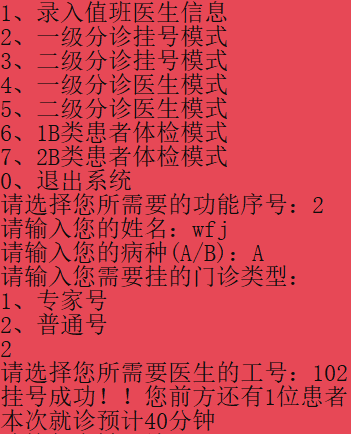 1、录入值班医生信息
2、一级分诊挂号模式
3、二级分诊挂号模式
4、一级分诊医生模式
5、二级分诊医生模式
6、1B类患者体检模式
7、2B类患者体检模式
0、退出系统
请选择您所需要的功能序号：2
请输入您的姓名：wfj
请输入您的病种(A/B)：A
请输入您需要挂的门诊类型：
1、专家号
2、普通号
2
请选择您所需要医生的工号：102
挂号成功！！您前方还有1位患者
本次就诊预计40分钟